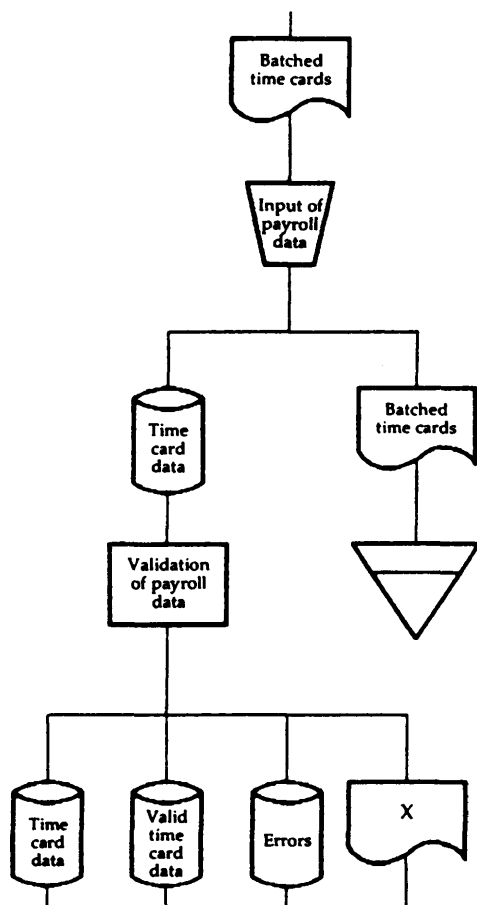 Batched
time cards
Input of
payroll
data
Time
card
data
Batched
time cards
Validation
of payroll
data
Time
card
data
Valid
time
card
data
Errors
X